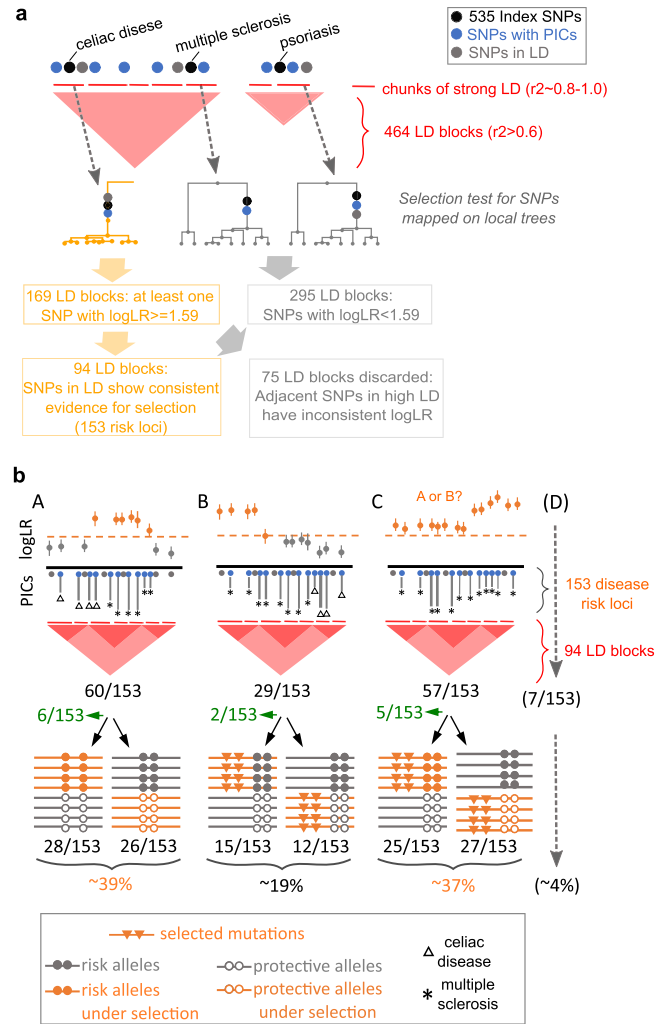 a
celiac disese
multiple sclerosis
psoriasis
535 Index SNPs
SNPs with PICs
SNPs in LD
chunks of strong LD (r2~0.8-1.0)
464 LD blocks (r2>0.6)
Selection test for SNPs
mapped on local trees
169 LD blocks: at least one
SNP with logLR>=1.59
295 LD blocks:
SNPs with logLR<1.59
94 LD blocks:
SNPs in LD show consistent
evidence for selection
(153 risk loci)
75 LD blocks discarded:
Adjacent SNPs in high LD
have inconsistent logLR
b
A
B
C
(D)
A or B?
logLR
PICs
153 disease
risk loci
94 LD blocks
60/153
29/153
57/153
(7/153)
6/153
2/153
5/153
28/153
26/153
15/153
12/153
25/153
27/153
~39%
~19%
~37%
(~4%)
selected mutations
risk alleles
protective alleles
risk alleles
under selection
protective alleles
under selection
celiac
disease
multiple
sclerosis